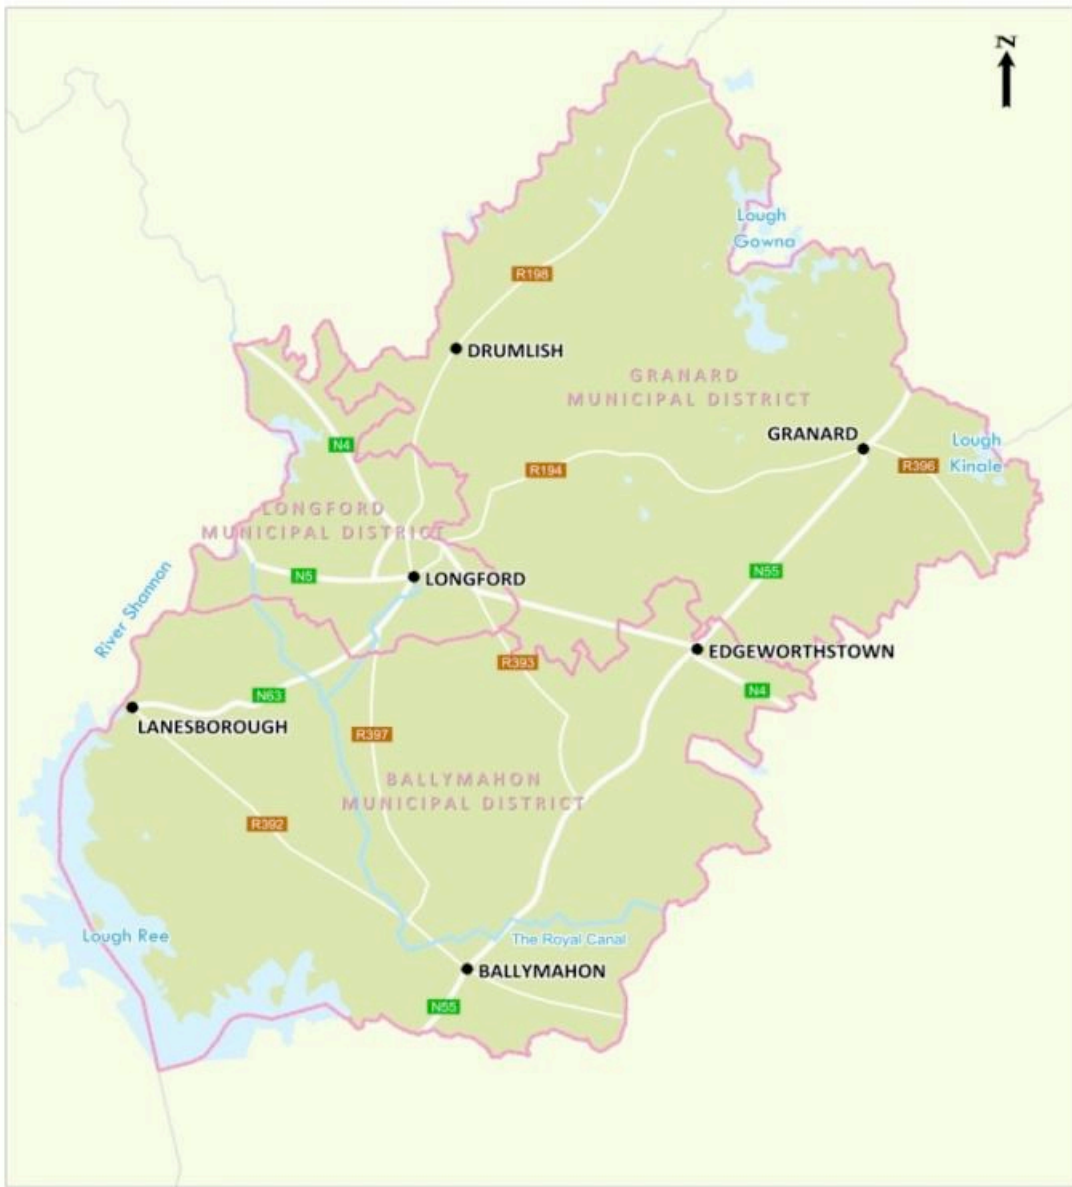 N
Lough
Gowna
R198
DRUMLISH
GRANARD
MUNICIPAL DISTRICT
GRANARD
Lough
Kinale
N4
R194
R396
LONGFORD
MUNICIPAL DISTRICT
N5
LONGFORD
N55
River Shannon
R393
EDGEWORTHSTOWN
N63
N4
LANESBOROUGH
R397
BALLYMAHON
MUNICIPAL DISTRICT
R392
Lough Ree
The Royal Canal
BALLYMAHON
N55